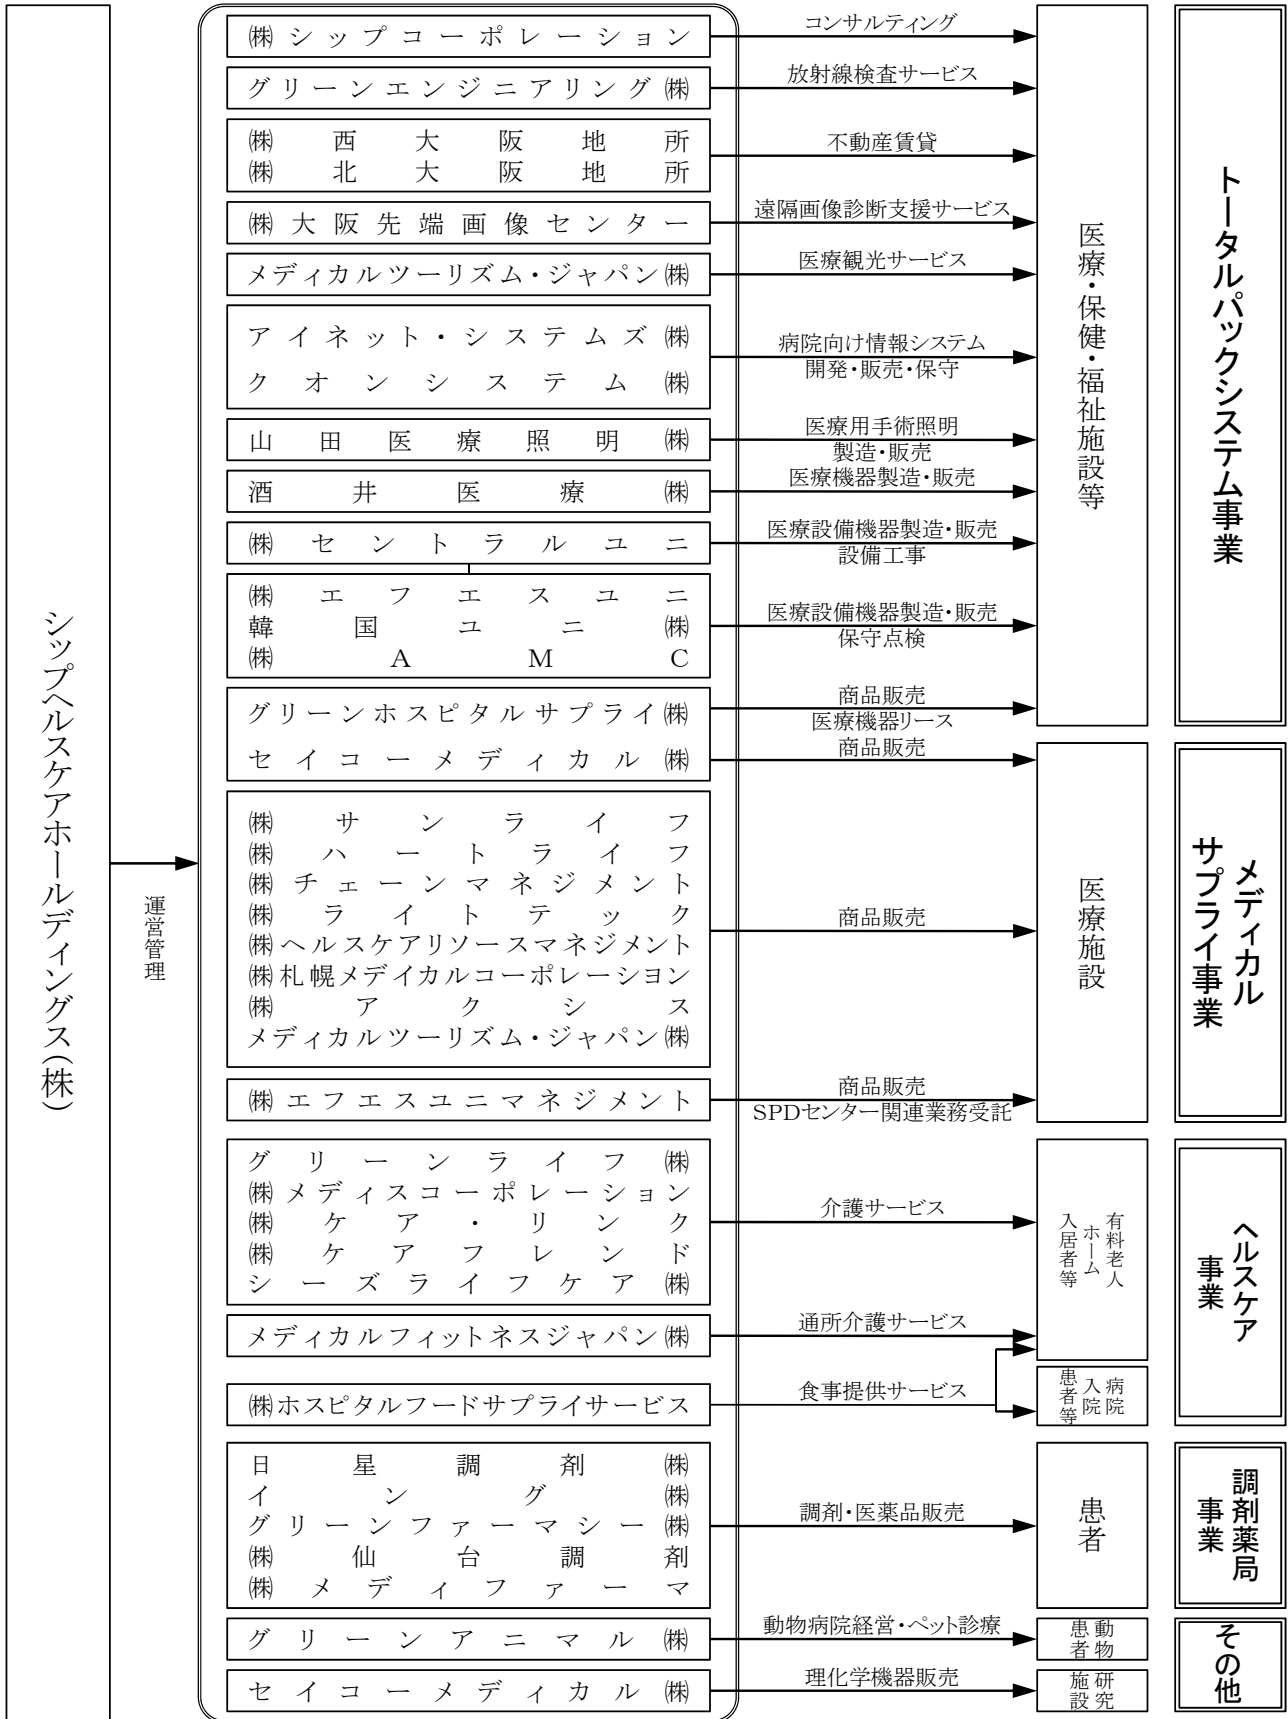 シップヘルスケアホールディングス(株)
運営管理
㈱シップコーポレーション
コンサルティング
グリーンエンジニアリング㈱
放射線検査サービス
㈱西大阪地所
㈱北大阪地所
不動産賃貸
㈱大阪先端画像センター
遠隔画像診断支援サービス
メディカルツーリズム・ジャパン㈱
医療観光サービス
アイネット・システムズ㈱
クオンシステム㈱
病院向け情報システム
開発・販売・保守
山田医療照明㈱
医療用手術照明
製造・販売
酒井医療㈱
医療機器製造・販売
㈱セントラルユニ
医療設備機器製造・販売
設備工事
㈱エフエスユニ
韓国ユニ㈱
㈱AMC
医療設備機器製造・販売
保守点検
グリーンホスピタルサプライ㈱
商品販売
医療機器リース
セイコーメディカル㈱
商品販売
医療・保健・福祉施設等
トータルパックシステム事業
㈱サンライフ
㈱ハートライフ
㈱チェーンマネジメント
㈱ライトテック
㈱ヘルスケアリソースマネジメント
㈱札幌メデイカルコーポレーション
㈱アクシス
メディカルツーリズム・ジャパン㈱
商品販売
㈱エフエスユニマネジメント
商品販売
SPDセンター関連業務受託
医療施設
メディカル
サプライ事業
グリーンライフ㈱
㈱メディスコーポレーション
㈱ケア・リンク
㈱ケアフレンド
シーズライフケア㈱
介護サービス
メディカルフィットネスジャパン㈱
通所介護サービス
有料老人
ホーム
入居者等
㈱ホスピタルフードサプライサービス
食事提供サービス
病院
入院
患者等
ヘルスケア
事業
日星調剤㈱
イング㈱
グリーンファーマシー㈱
㈱仙台調剤
㈱メディファーマ
調剤・医薬品販売
患者
調剤薬局
事業
グリーンアニマル㈱
動物病院経営・ペット診療
動物
患者
セイコーメディカル㈱
理化学機器販売
研究
施設
その他